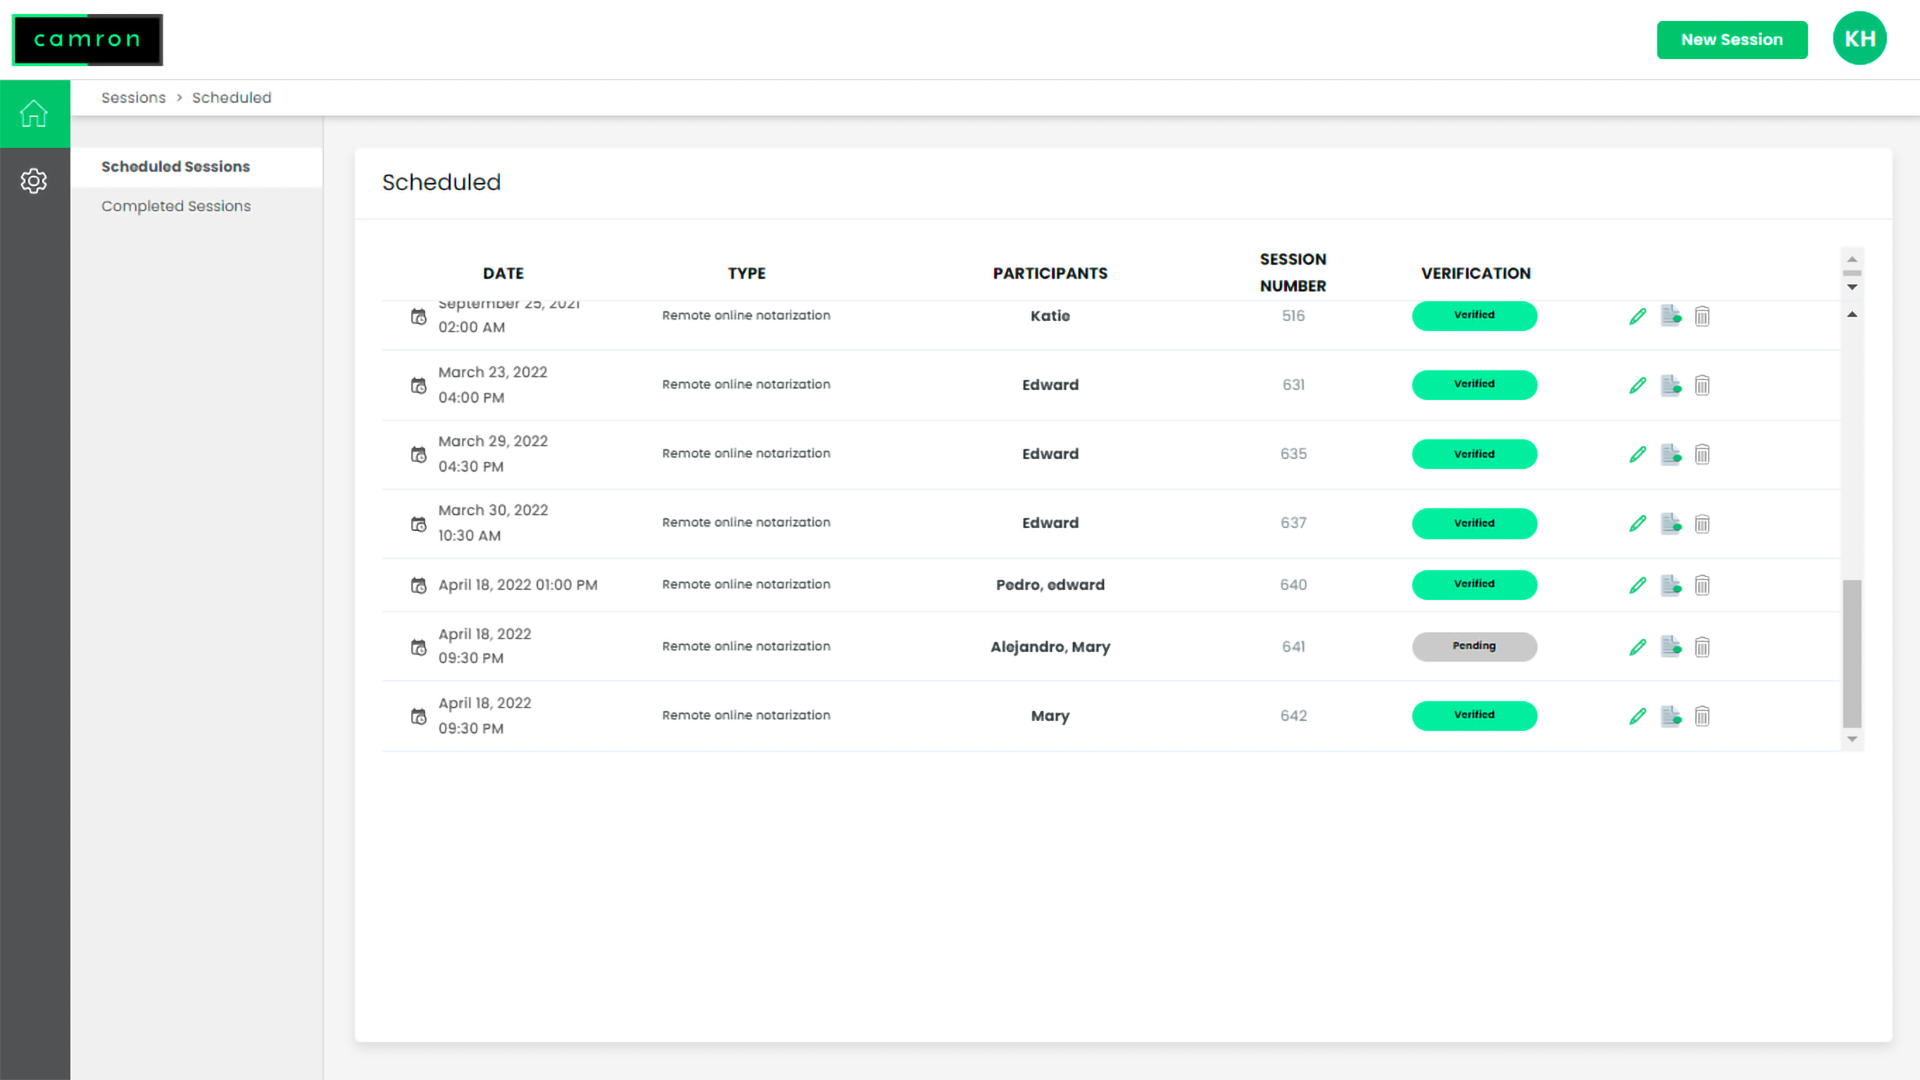 camron
New Session
KH
Sessions > Scheduled
Scheduled Sessions
Completed Sessions
Scheduled
DATE TYPE PARTICIPANTS SESSION NUMBER VERIFICATION
September 25, 2021
02:00 AM
Remote online notarization Katie 516 Verified
March 23, 2022
04:00 PM
Remote online notarization Edward 631 Verified
March 29, 2022
04:30 PM
Remote online notarization Edward 635 Verified
March 30, 2022
10:30 AM
Remote online notarization Edward 637 Verified
April 18, 2022 01:00 PM Remote online notarization Pedro, edward 640 Verified
April 18, 2022
09:30 PM
Remote online notarization Alejandro, Mary 641 Pending
April 18, 2022
09:30 PM
Remote online notarization Mary 642 Verified